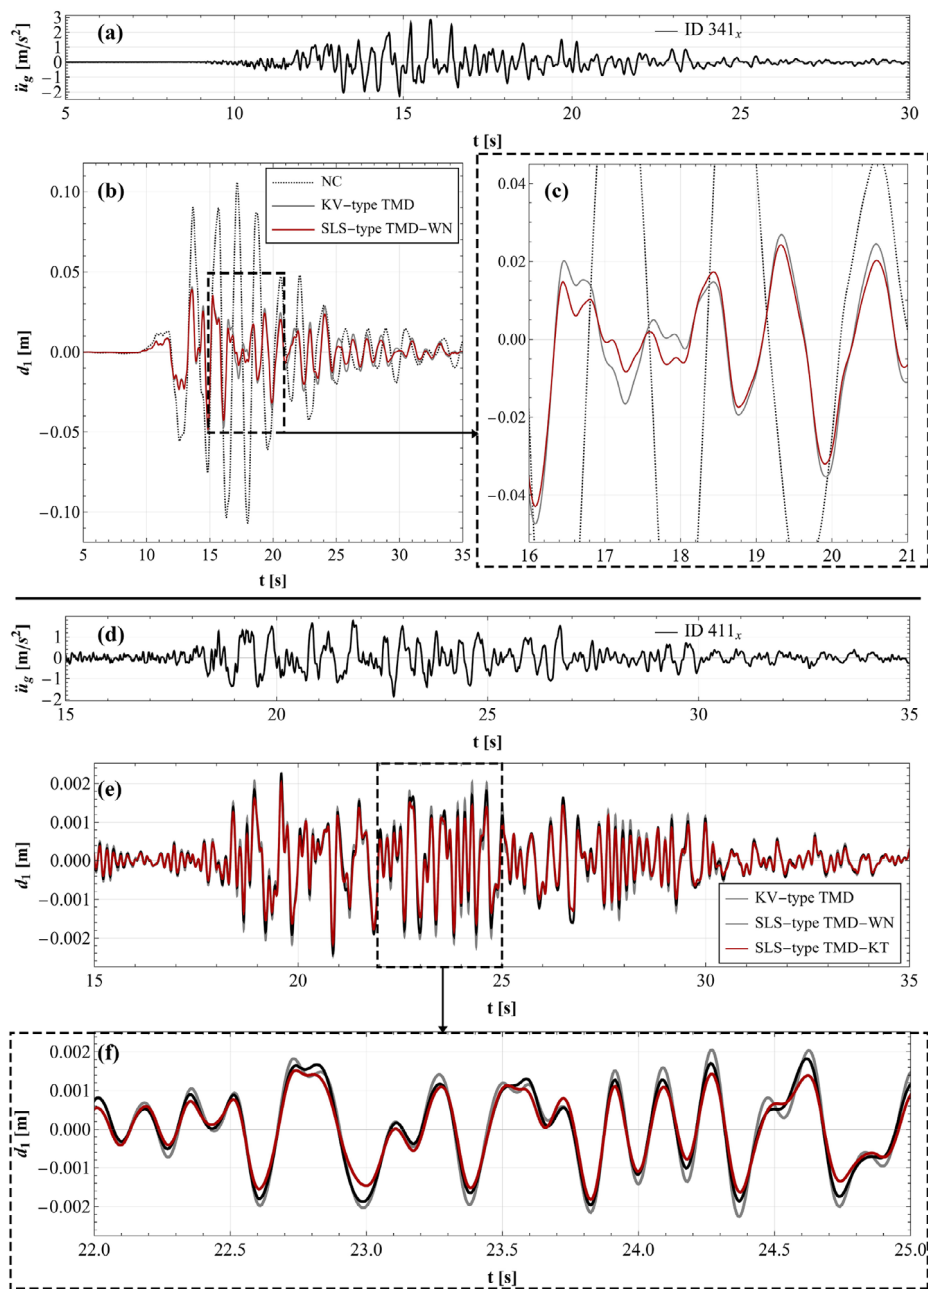 (a)
— ID 341x
üg [m/s²]
3
2
1
0
−1
−2
5 10 15 20 25 30
t [s]
(b)
NC
KV−type TMD
SLS−type TMD−WN
d1 [m]
0.10
0.05
0.00
−0.05
−0.10
5 10 15 20 25 30 35
t [s]
(c)
0.04
0.02
0.00
−0.02
−0.04
16 17 18 19 20 21
t [s]
(d)
— ID 411x
üg [m/s²]
1
0
−1
−2
15 20 25 30 35
t [s]
(e)
d1 [m]
0.002
0.001
0.000
−0.001
−0.002
KV−type TMD
SLS−type TMD−WN
SLS−type TMD−KT
15 20 25 30 35
t [s]
(f)
d1 [m]
0.002
0.001
0.000
−0.001
−0.002
22.0 22.5 23.0 23.5 24.0 24.5 25.0
t [s]